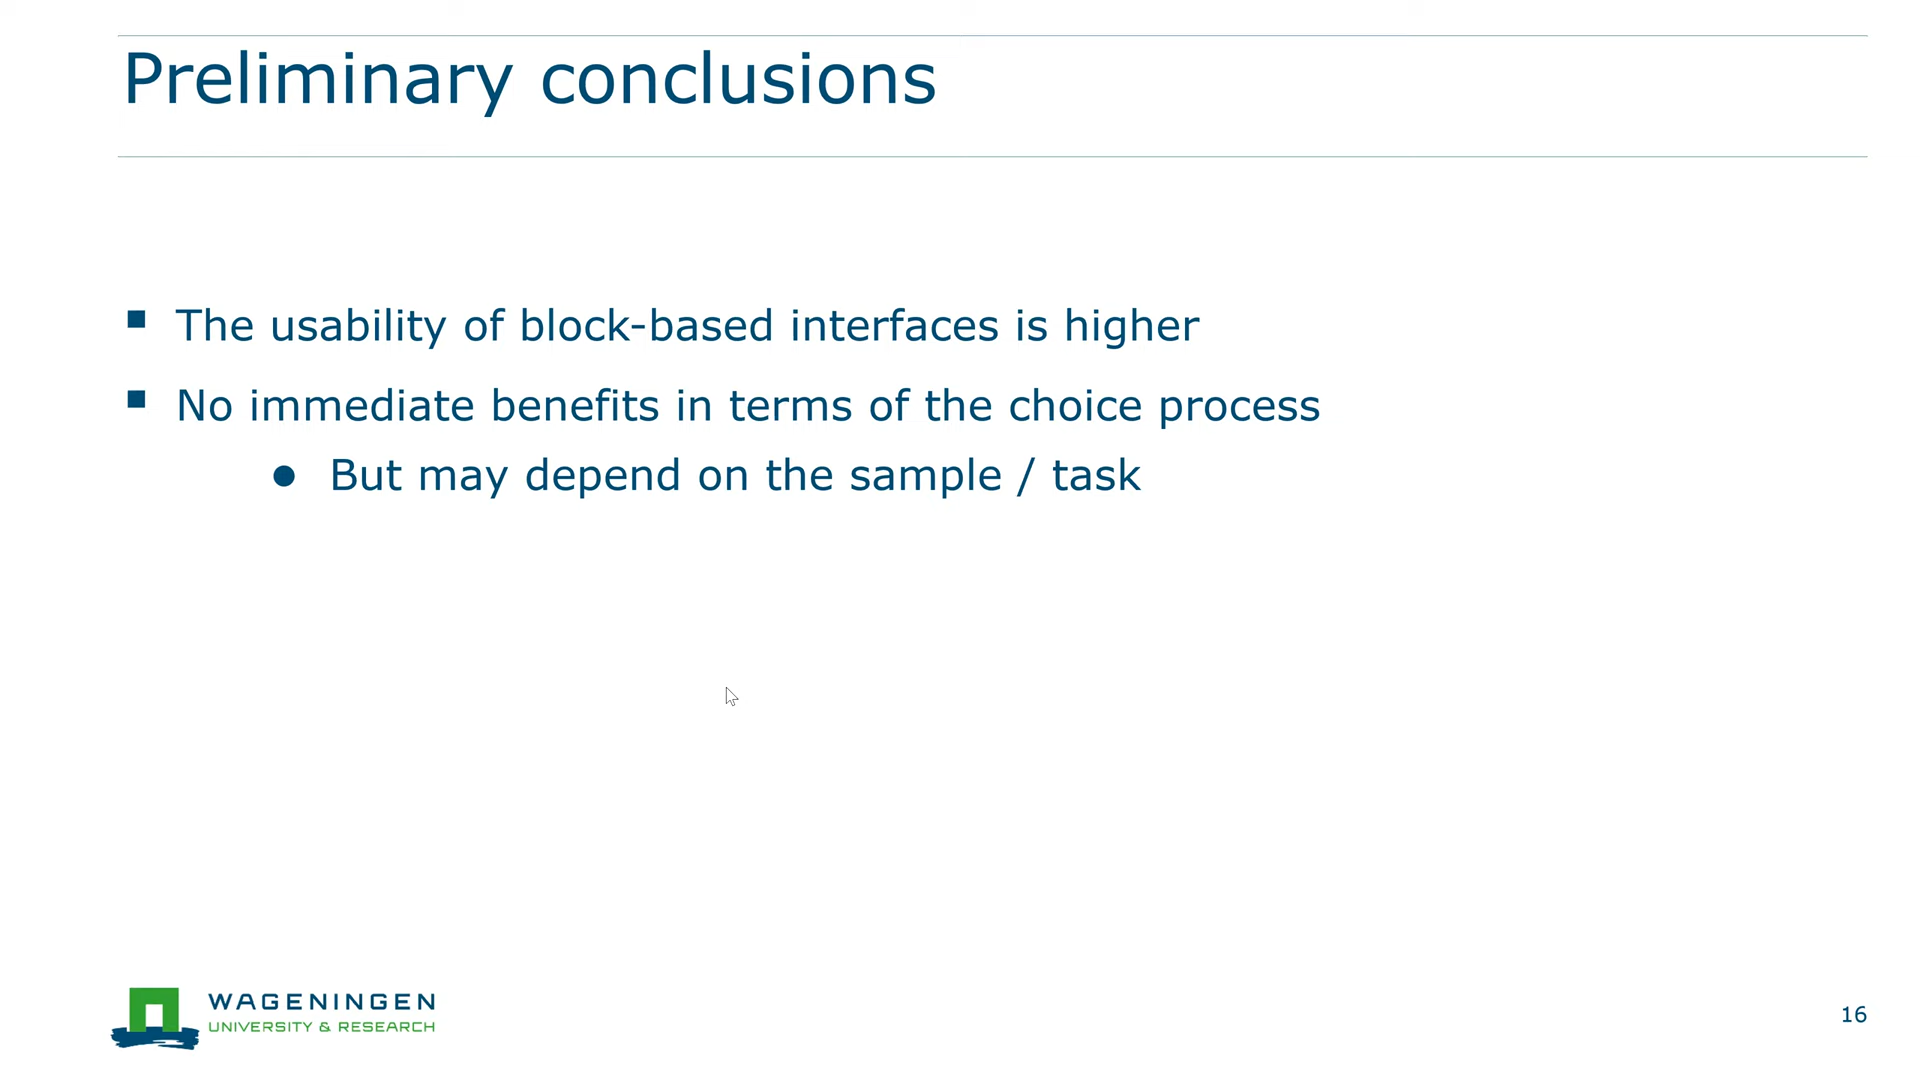 Preliminary conclusions
The usability of block-based interfaces is higher
No immediate benefits in terms of the choice process
But may depend on the sample / task
WAGENINGEN
UNIVERSITY & RESEARCH
16